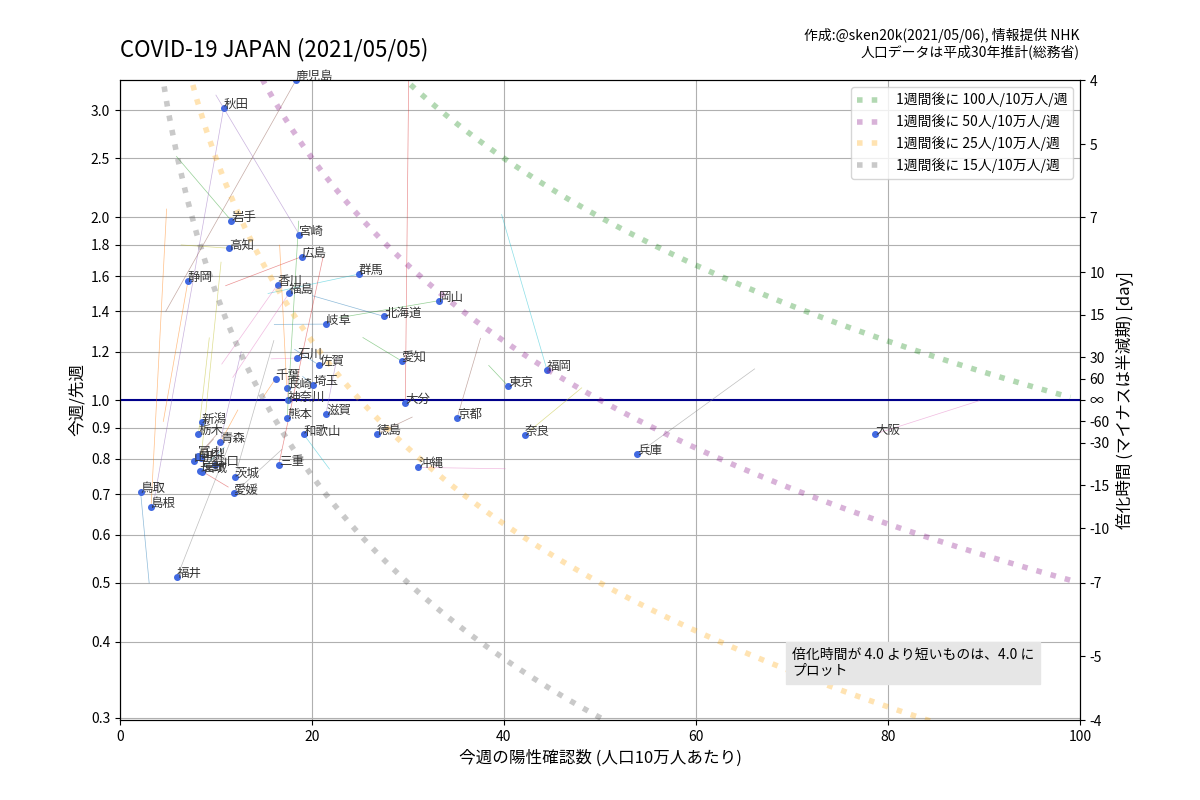 COVID-19 JAPAN (2021/05/05)
作成:@sken20k(2021/05/06), 情報提供 NHK
人口データは平成30年推計(総務省)
1週間後に 100人/10万人/週
1週間後に 50人/10万人/週
1週間後に 25人/10万人/週
1週間後に 15人/10万人/週
鹿児島
秋田
岩手
宮崎
高知
広島
群馬
静岡
香川
福島
岡山
北海道
岐阜
石川
愛知
佐賀
福岡
千葉
埼玉
長崎
東京
神奈川
大分
滋賀
熊本
京都
新潟
栃木
和歌山
徳島
奈良
大阪
青森
兵庫
三重
沖縄
宮城
茨城
鳥取
愛媛
島根
福井
倍化時間が 4.0 より短いものは、4.0 に
プロット
3.0
2.5
2.0
1.8
1.6
1.4
1.2
1.0
0.9
0.8
0.7
0.6
0.5
0.4
0.3
今週/先週
4
5
7
10
15
30
60
∞
-60
-30
-15
-10
-7
-5
-4
倍化時間 (マイナスは半減期) [day]
0 20 40 60 80 100
今週の陽性確認数 (人口10万人あたり)